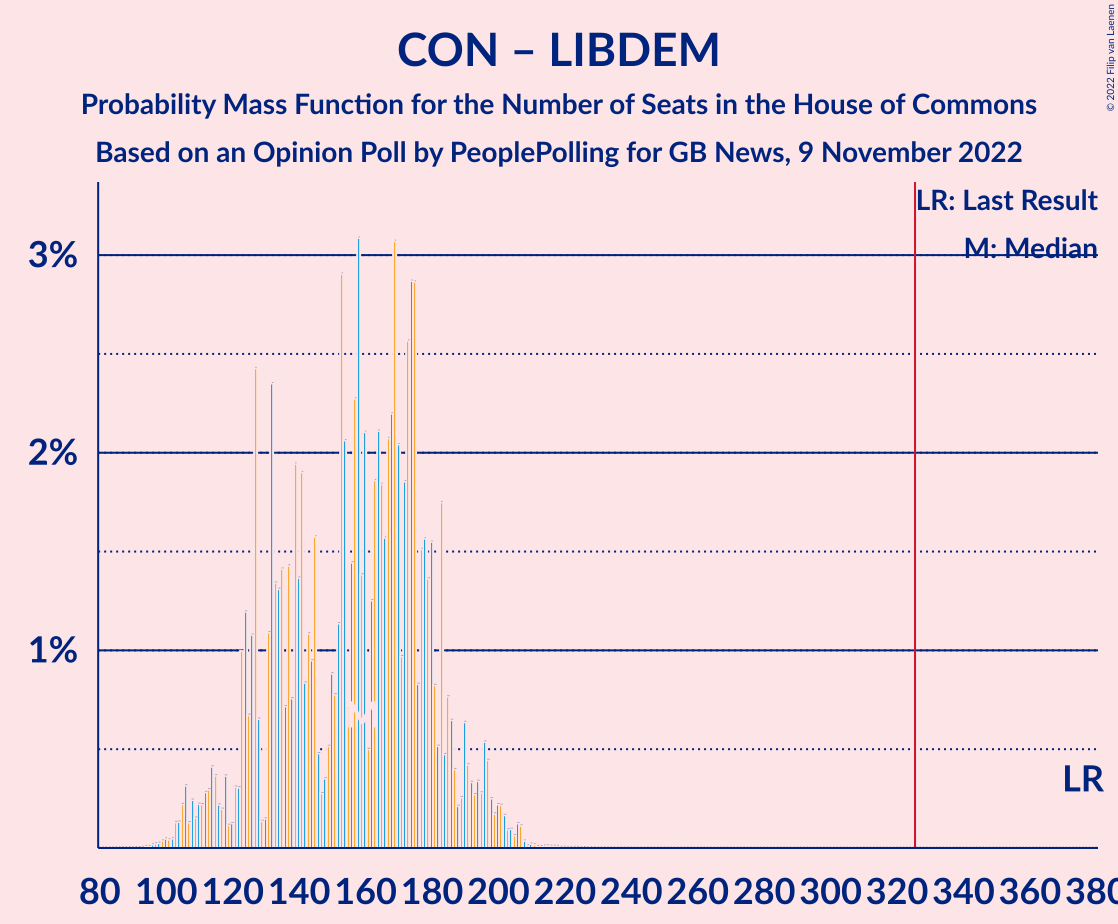 CON – LIBDEM
Probability Mass Function for the Number of Seats in the House of Commons
Based on an Opinion Poll by PeoplePolling for GB News, 9 November 2022
© 2022 Filip van Laenen
LR: Last Result
M: Median
3%
2%
1%
LR
80 100 120 140 160 180 200 220 240 260 280 300 320 340 360 380